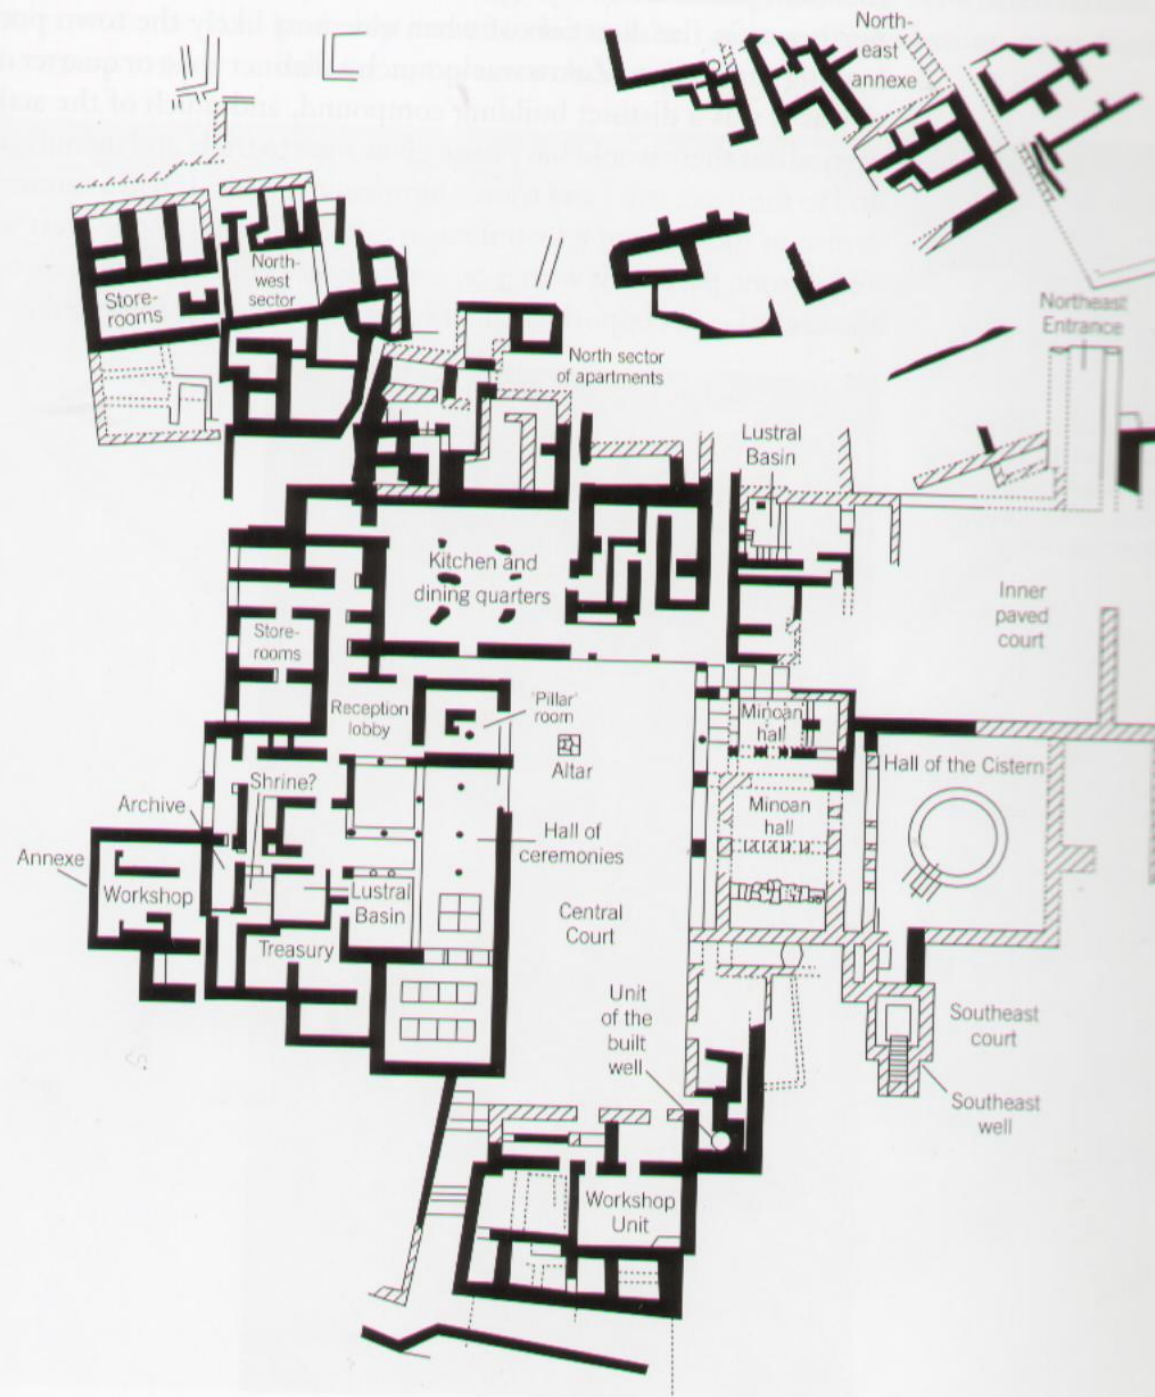 North-
east
annexe
North-
west
sector
Store-
rooms
Northeast
Entrance
North sector
of apartments
Lustral
Basin
Kitchen and
dining quarters
Inner
paved
court
Store-
rooms
Reception
lobby
'Pillar'
room
Minoan
hall
Altar
Hall of the Cistern
Shrine?
Archive
Minoan
hall
Hall of
ceremonies
Annexe
Workshop
Lustral
Basin
Central
Court
Treasury
Unit
of the
built
well
Southeast
court
Southeast
well
Workshop
Unit